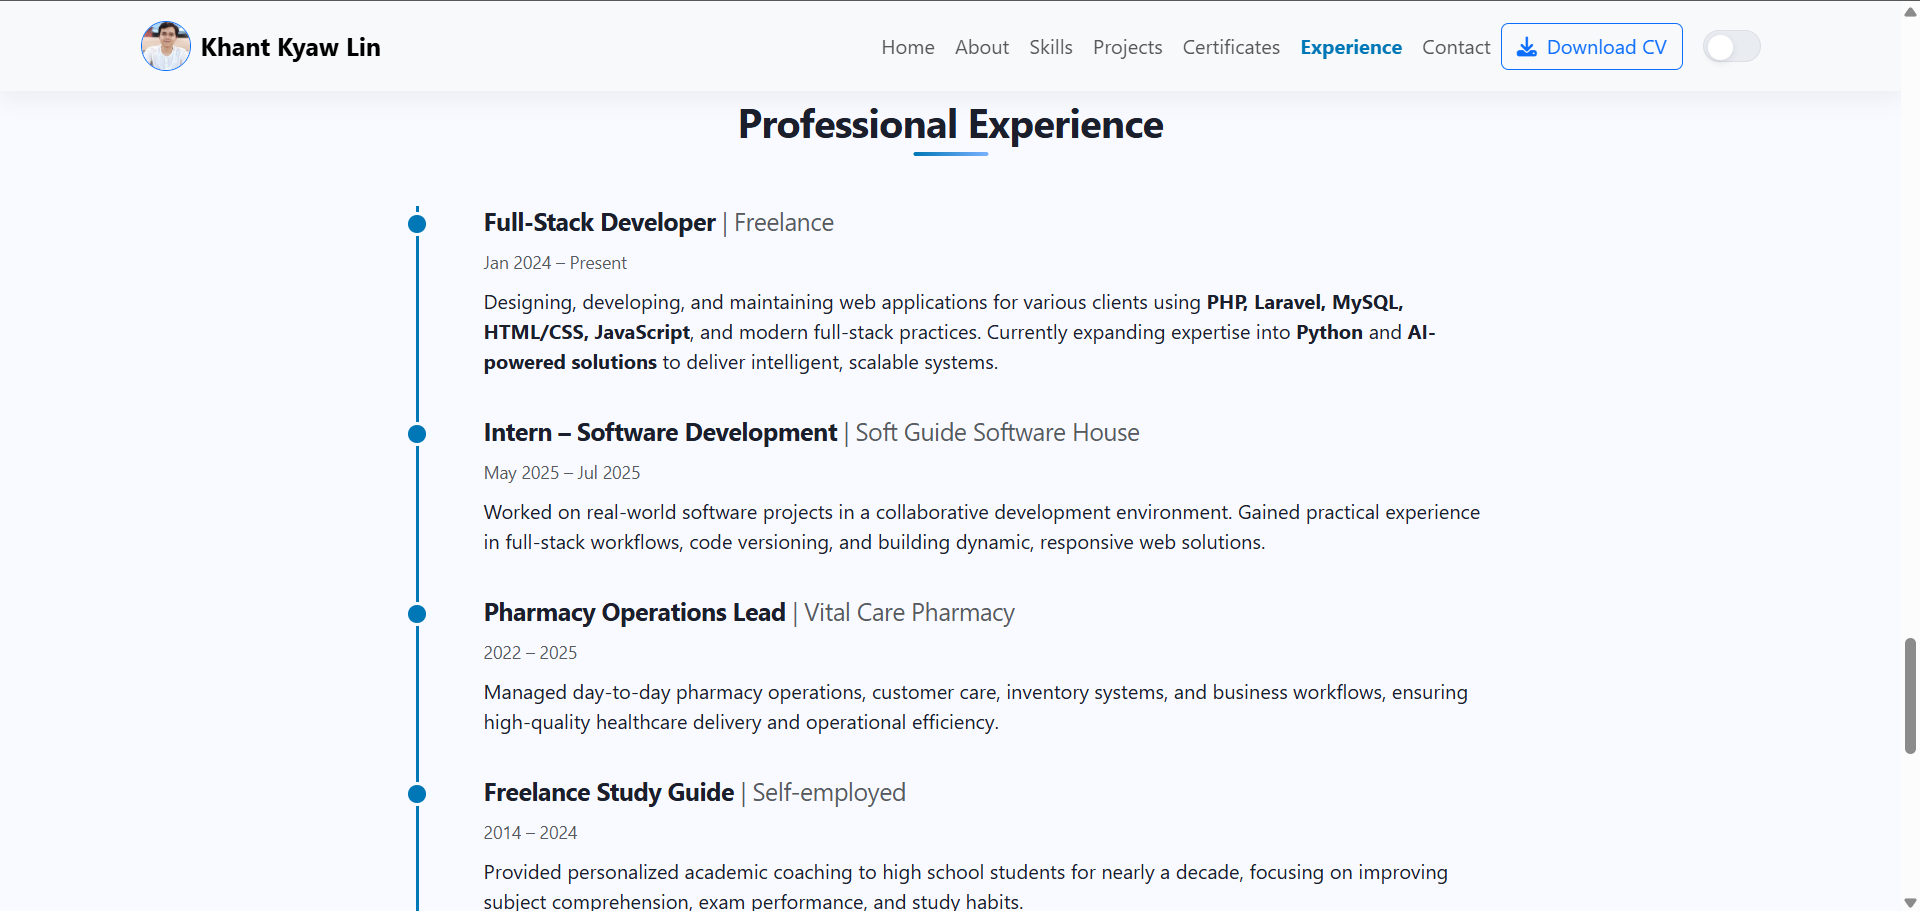 Khant Kyaw Lin
Home About Skills Projects Certificates Experience Contact Download CV
Professional Experience
Full-Stack Developer | Freelance
Jan 2024 – Present
Designing, developing, and maintaining web applications for various clients using PHP, Laravel, MySQL,
HTML/CSS, JavaScript, and modern full-stack practices. Currently expanding expertise into Python and AI-
powered solutions to deliver intelligent, scalable systems.
Intern – Software Development | Soft Guide Software House
May 2025 – Jul 2025
Worked on real-world software projects in a collaborative development environment. Gained practical experience
in full-stack workflows, code versioning, and building dynamic, responsive web solutions.
Pharmacy Operations Lead | Vital Care Pharmacy
2022 – 2025
Managed day-to-day pharmacy operations, customer care, inventory systems, and business workflows, ensuring
high-quality healthcare delivery and operational efficiency.
Freelance Study Guide | Self-employed
2014 – 2024
Provided personalized academic coaching to high school students for nearly a decade, focusing on improving
subject comprehension, exam performance, and study habits.